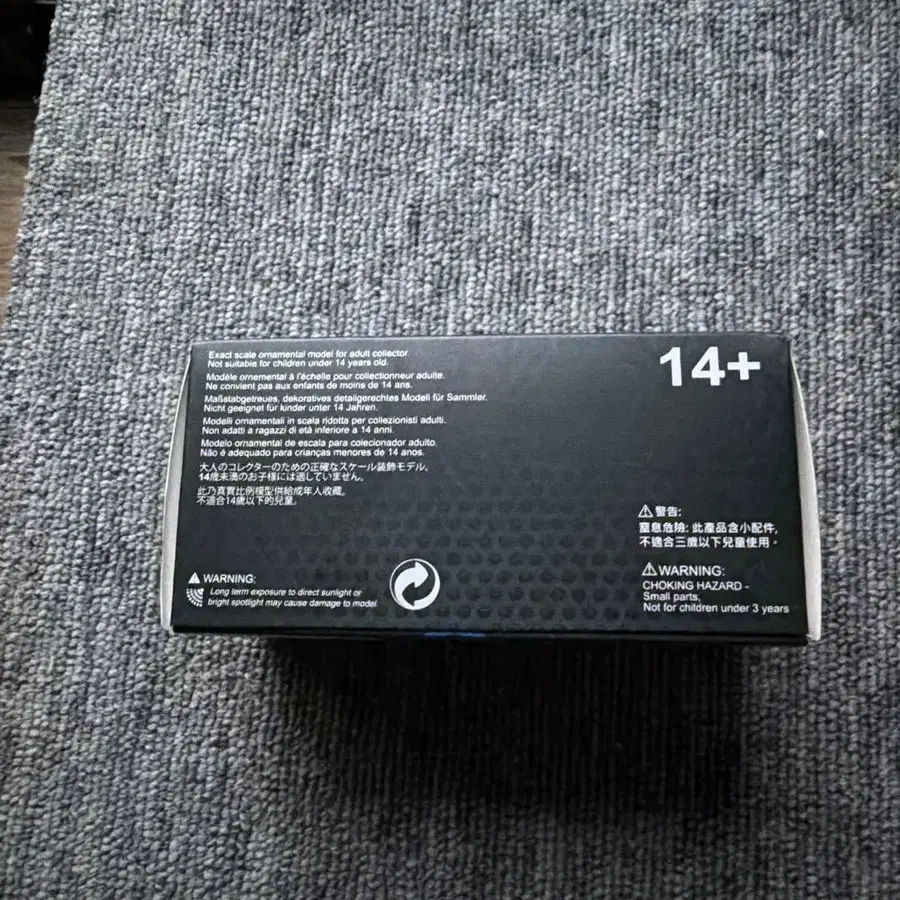 Exact scale ornamental model for adult collector.
Not suitable for children under 14 years old.
Modèle ornemental à l'échelle pour collectionneur adulte.
Ne convient pas aux enfants de moins de 14 ans.
Maßstabgetreues, dekoratives detailgerechtes Modell für Sammler.
Nicht geeignet für kinder unter 14 Jahren.
Modelli ornamentali in scala ridotta per collezionisti adulti.
Non adatti a ragazzi di età inferiore a 14 anni.
Modelo ornamental de escala para colecionador adulto.
Não é adequado para crianças menores de 14 anos.
大人のコレクターのための正確なスケール装飾モデル。
14歳未満のお子様には適していません。
此乃真實比例模型供給成年人收藏。
不適合14歲以下的兒童。
14+
警告:
窒息危險: 此產品含小配件,
不適合三歲以下兒童使用。
WARNING:
Long term exposure to direct sunlight or
bright spotlight may cause damage to model.
WARNING:
CHOKING HAZARD -
Small parts,
Not for children under 3 years